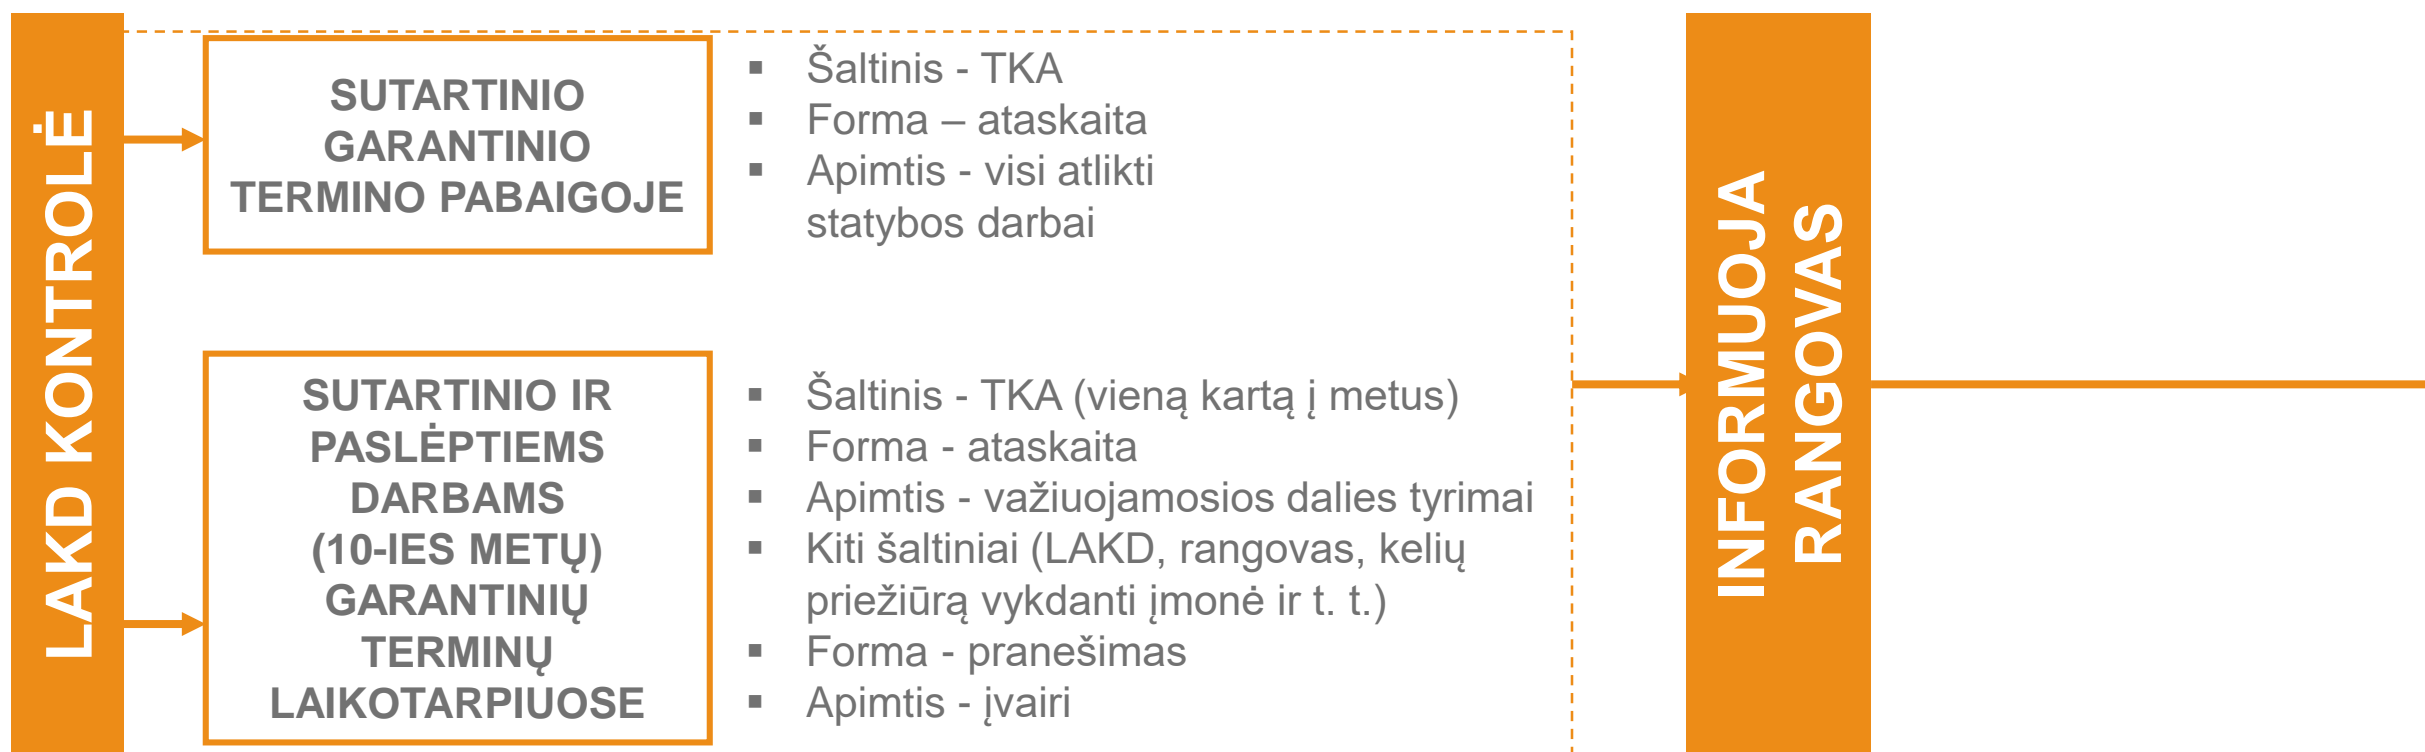 LAKD KONTROLĖ
SUTARTINIO
GARANTINIO
TERMINO PABAIGOJE
▪ Šaltinis - TKA
▪ Forma – ataskaita
▪ Apimtis - visi atlikti
statybos darbai
SUTARTINIO IR
PASLĖPTIEMS
DARBAMS
(10-IES METŲ)
GARANTINIŲ
TERMINŲ
LAIKOTARPIUOSE
▪ Šaltinis - TKA (vieną kartą į metus)
▪ Forma - ataskaita
▪ Apimtis - važiuojamosios dalies tyrimai
▪ Kiti šaltiniai (LAKD, rangovas, kelių
priežiūrą vykdanti įmonė ir t. t.)
▪ Forma - pranešimas
▪ Apimtis - įvairi
INFORMUOJA
RANGOVAS